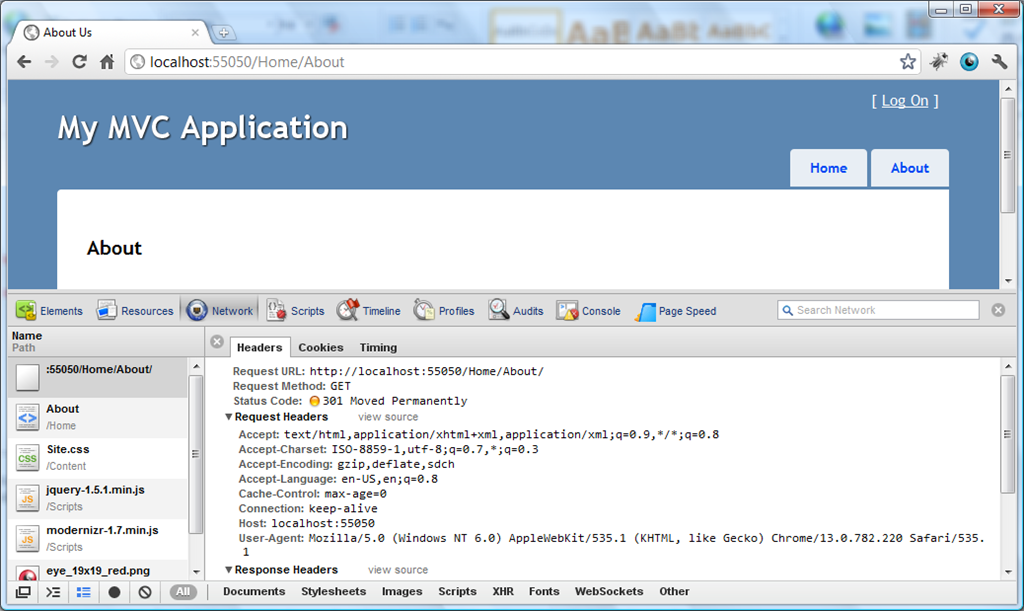 About Us
localhost:55050/Home/About
[ Log On ]
My MVC Application
Home About
About
Elements Resources Network Scripts Timeline Profiles Audits Console Page Speed Search Network
Name
Path
Headers Cookies Timing
:55050/Home/About/
About
/Home
Site.css
/Content
jquery-1.5.1.min.js
/Scripts
modernizr-1.7.min.js
/Scripts
eye_19x19_red.png
Request URL: http://localhost:55050/Home/About/
Request Method: GET
Status Code: 301 Moved Permanently
Request Headers view source
Accept: text/html,application/xhtml+xml,application/xml;q=0.9,*/*;q=0.8
Accept-Charset: ISO-8859-1,utf-8;q=0.7,*;q=0.3
Accept-Encoding: gzip,deflate,sdch
Accept-Language: en-US,en;q=0.8
Cache-Control: max-age=0
Connection: keep-alive
Host: localhost:55050
User-Agent: Mozilla/5.0 (Windows NT 6.0) AppleWebKit/535.1 (KHTML, like Gecko) Chrome/13.0.782.220 Safari/535.
1
Response Headers view source
All Documents Stylesheets Images Scripts XHR Fonts WebSockets Other